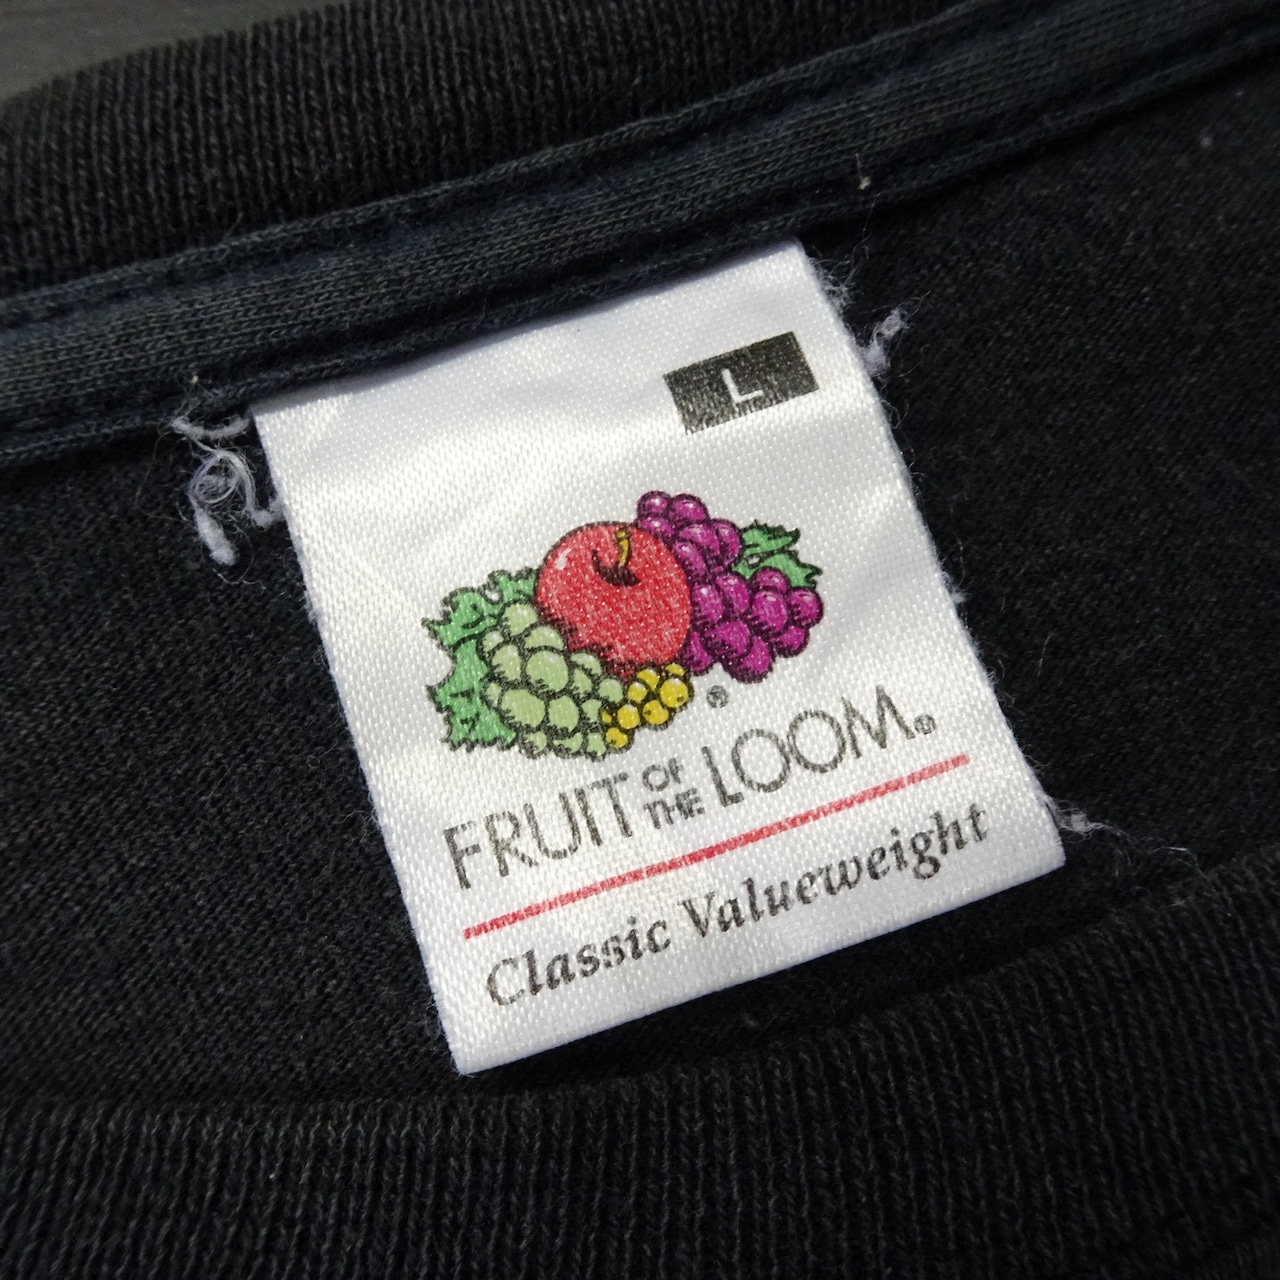 L
®
FRUIT OF THE LOOM®
Classic Valueweight